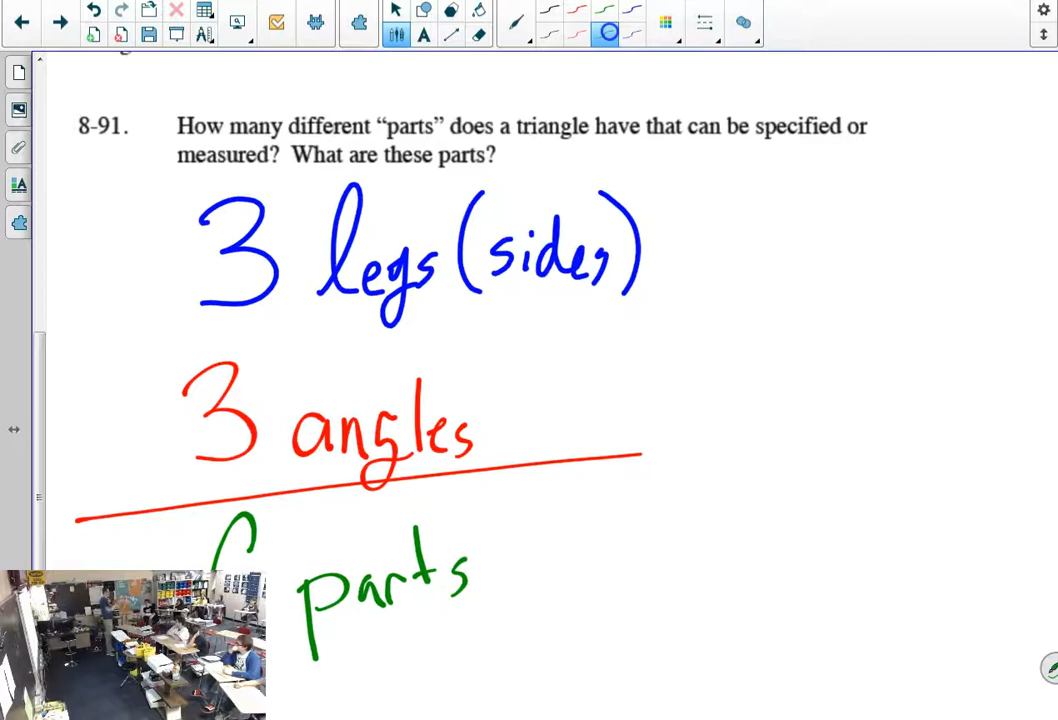 8-91. How many different “parts” does a triangle have that can be specified or
measured? What are these parts?
3 legs (sides)
3 angles
parts